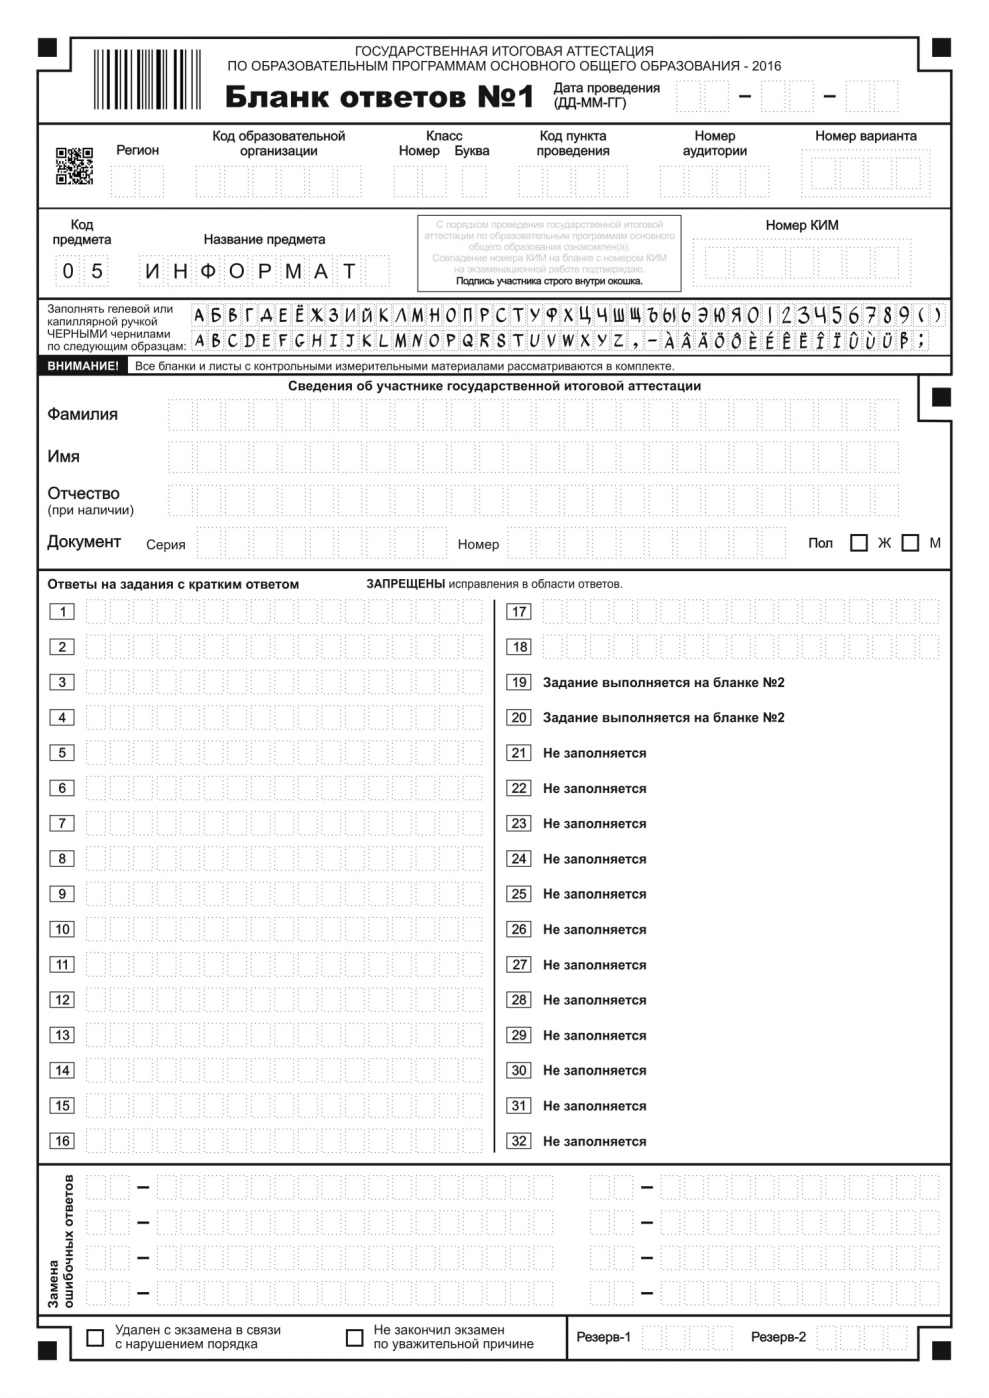 ГОСУДАРСТВЕННАЯ ИТОГОВАЯ АТТЕСТАЦИЯ
ПО ОБРАЗОВАТЕЛЬНЫМ ПРОГРАММАМ ОСНОВНОГО ОБЩЕГО ОБРАЗОВАНИЯ - 2016
Бланк ответов №1
Дата проведения
(ДД-ММ-ГГ)
– –
Регион
Код образовательной
организации
Класс
Номер Буква
Код пункта
проведения
Номер
аудитории
Номер варианта
Код
предмета
05
Название предмета
ИНФОРМАТ
С порядком проведения государственной итоговой
аттестации по образовательным программам основного
общего образования ознакомлен(а).
Совпадение номера КИМ на бланке с номером КИМ
на экзаменационной работе подтверждаю.
Подпись участника строго внутри окошка.
Номер КИМ
Заполнять гелевой или
капиллярной ручкой
ЧЕРНЫМИ чернилами
по следующим образцам:
АБВГДЕЁЖЗИЙКЛМНОПРСТУФХЦЧШЩЪЫЬЭЮЯ0123456789()
ABCDEFGHIJKLMNOPQRSTUVWXYZ,-ÀÂÄÖÔÈÉÊËÎÏÛÙÜß;
ВНИМАНИЕ! Все бланки и листы с контрольными измерительными материалами рассматриваются в комплекте.
Сведения об участнике государственной итоговой аттестации
Фамилия
Имя
Отчество
(при наличии)
Документ Серия Номер Пол Ж М
Ответы на задания с кратким ответом ЗАПРЕЩЕНЫ исправления в области ответов.
1
2
3
4
5
6
7
8
9
10
11
12
13
14
15
16
17
18
19 Задание выполняется на бланке №2
20 Задание выполняется на бланке №2
21 Не заполняется
22 Не заполняется
23 Не заполняется
24 Не заполняется
25 Не заполняется
26 Не заполняется
27 Не заполняется
28 Не заполняется
29 Не заполняется
30 Не заполняется
31 Не заполняется
32 Не заполняется
Замена
ошибочных ответов
– –
– –
– –
– –
Удален с экзамена в связи
с нарушением порядка
Не закончил экзамен
по уважительной причине
Резерв-1 Резерв-2